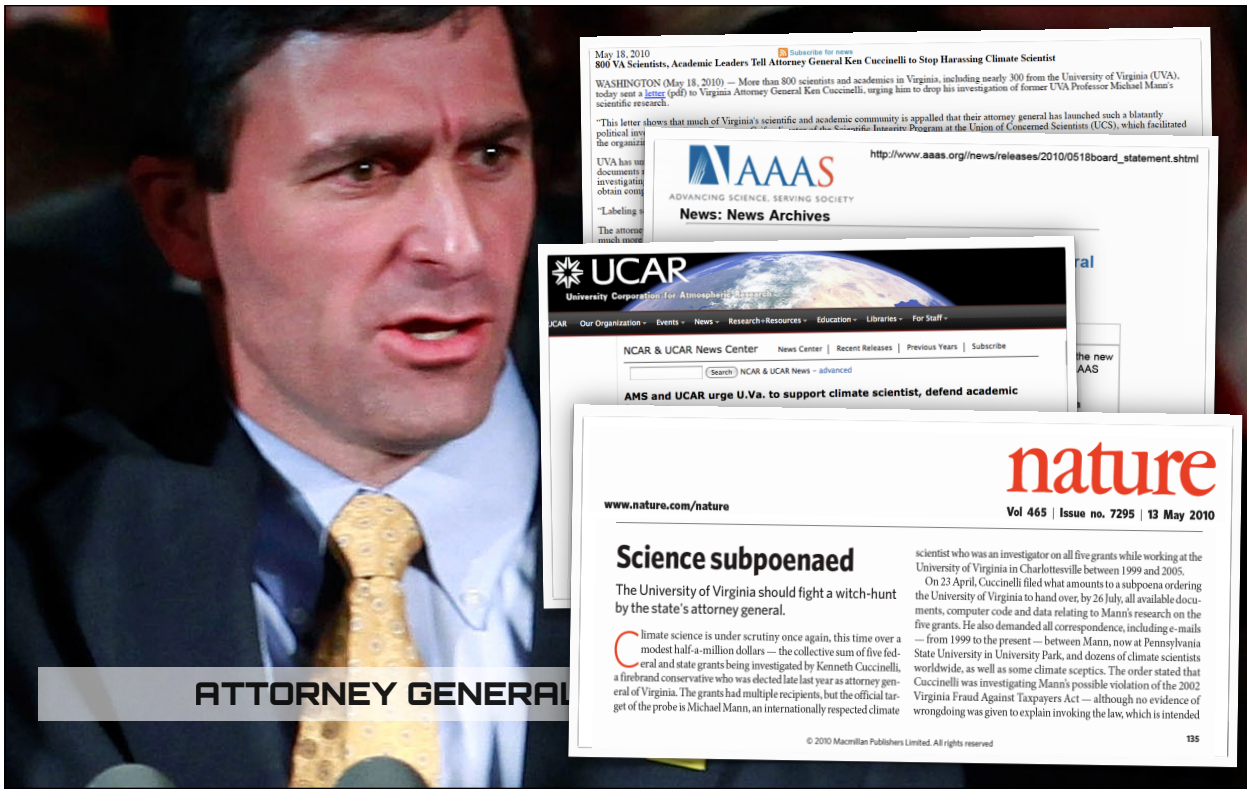 May 18, 2010
Subscribe for news
800 VA Scientists, Academic Leaders Tell Attorney General Ken Cuccinelli to Stop Harassing Climate Scientist
WASHINGTON (May 18, 2010) — More than 800 scientists and academics in Virginia, including nearly 300 from the University of Virginia (UVA),
today sent a letter (pdf) to Virginia Attorney General Ken Cuccinelli, urging him to drop his investigation of former UVA Professor Michael Mann's
scientific research.
"This letter shows that much of Virginia's scientific and academic community is appalled that their attorney general has launched such a blatantly
political
of the Scientific Integrity Program at the Union of Concerned Scientists (UCS), which facilitated
the
UVA has
documents
obtain
"Labeling
The
much more
AAAS
http://www.aaas.org//news/releases/2010/0518board_statement.shtml
ADVANCING SCIENCE, SERVING SOCIETY
News: News Archives
the new
UCAR
University Corporation for Atmospheric Research
UCAR Our Organization Events News Research+Resources Education Libraries For Staff
NCAR & UCAR News Center News Center | Recent Releases | Previous Years | Subscribe
Search NCAR & UCAR News – advanced
AMS and UCAR urge U.Va. to support climate scientist, defend academic
nature
www.nature.com/nature
Vol 465 | Issue no. 7295 | 13 May 2010
Science subpoenaed
The University of Virginia should fight a witch-hunt
by the state's attorney general.
Climate science is under scrutiny once again, this time over a
modest half-a-million dollars — the collective sum of five fed-
eral and state grants being investigated by Kenneth Cuccinelli,
a firebrand conservative who was elected late last year as attorney gen-
eral of Virginia. The grants had multiple recipients, but the official tar-
get of the probe is Michael Mann, an internationally respected climate
scientist who was an investigator on all five grants while working at the
University of Virginia in Charlottesville between 1999 and 2005.
On 23 April, Cuccinelli filed what amounts to a subpoena ordering
the University of Virginia to hand over, by 26 July, all available docu-
ments, computer code and data relating to Mann's research on the
five grants. He also demanded all correspondence, including e-mails
— from 1999 to the present — between Mann, now at Pennsylvania
State University in University Park, and dozens of climate scientists
worldwide, as well as some climate sceptics. The order stated that
Cuccinelli was investigating Mann's possible violation of the 2002
Virginia Fraud Against Taxpayers Act — although no evidence of
wrongdoing was given to explain invoking the law, which is intended
© 2010 Macmillan Publishers Limited. All rights reserved
135
ATTORNEY GENERAL